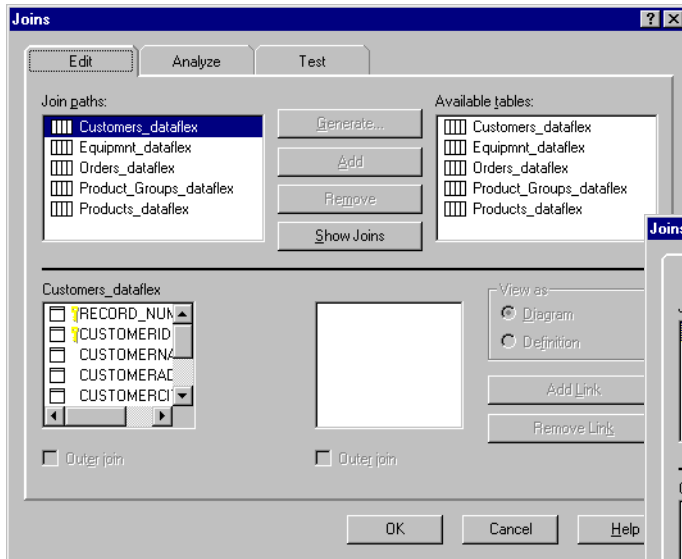 Joins
Edit Analyze Test
Join paths: Available tables:
Customers_dataflex Generate... Customers_dataflex
Equipmnt_dataflex Equipmnt_dataflex
Orders_dataflex Add Orders_dataflex
Product_Groups_dataflex Product_Groups_dataflex
Products_dataflex Remove Products_dataflex
Show Joins
Joins
Customers_dataflex View as
RECORD_NUM Diagram
CUSTOMERID Definition
CUSTOMERNA
CUSTOMERAD
CUSTOMERCI Add Link
Remove Link
Outer join Outer join
OK Cancel Help